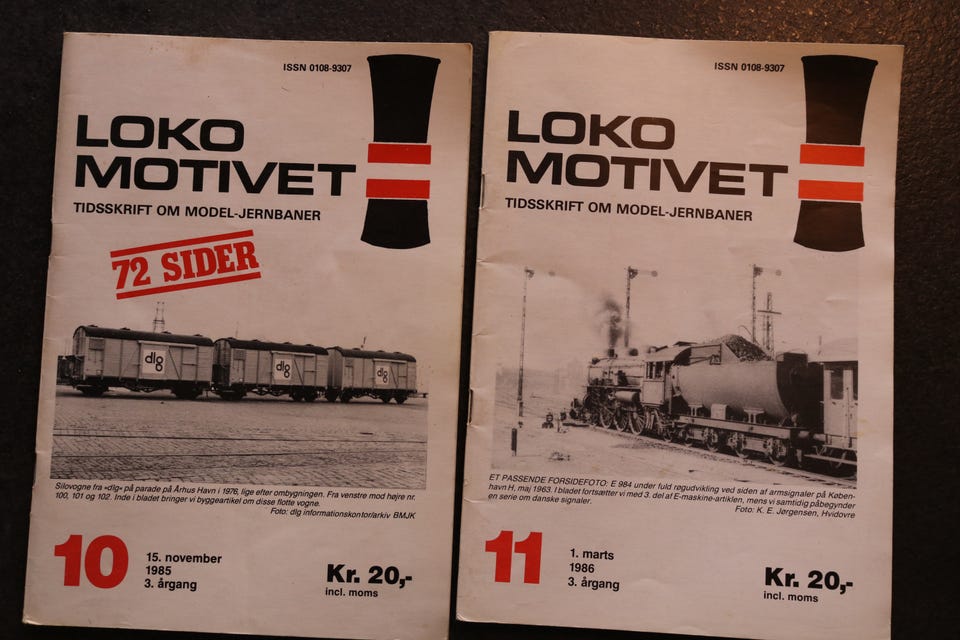 ISSN 0108-9307
LOKO
MOTIVET
TIDSSKRIFT OM MODEL-JERNBANER
72 SIDER
dlg
dlg
dlg
Silovogne fra »dlg« på parade på Århus Havn i 1976, lige efter ombygningen. Fra venstre mod højre nr.
100, 101 og 102. Inde i bladet bringer vi byggeartikel om disse flotte vogne.
Foto: dlg informationskontor/arkiv BMJK
10
15. november
1985
3. årgang
Kr. 20,-
incl. moms
ISSN 0108-9307
LOKO
MOTIVET
TIDSSKRIFT OM MODEL-JERNBANER
ET PASSENDE FORSIDEFOTO: E 984 under fuld røgudvikling ved siden af armsignaler på Køben-
havn H, maj 1963. I bladet fortsætter vi med 3. del af E-maskine-artiklen, mens vi samtidig påbegynder
en serie om danske signaler.
Foto: K. E. Jørgensen, Hvidovre
11
1. marts
1986
3. årgang
Kr. 20,-
incl. moms